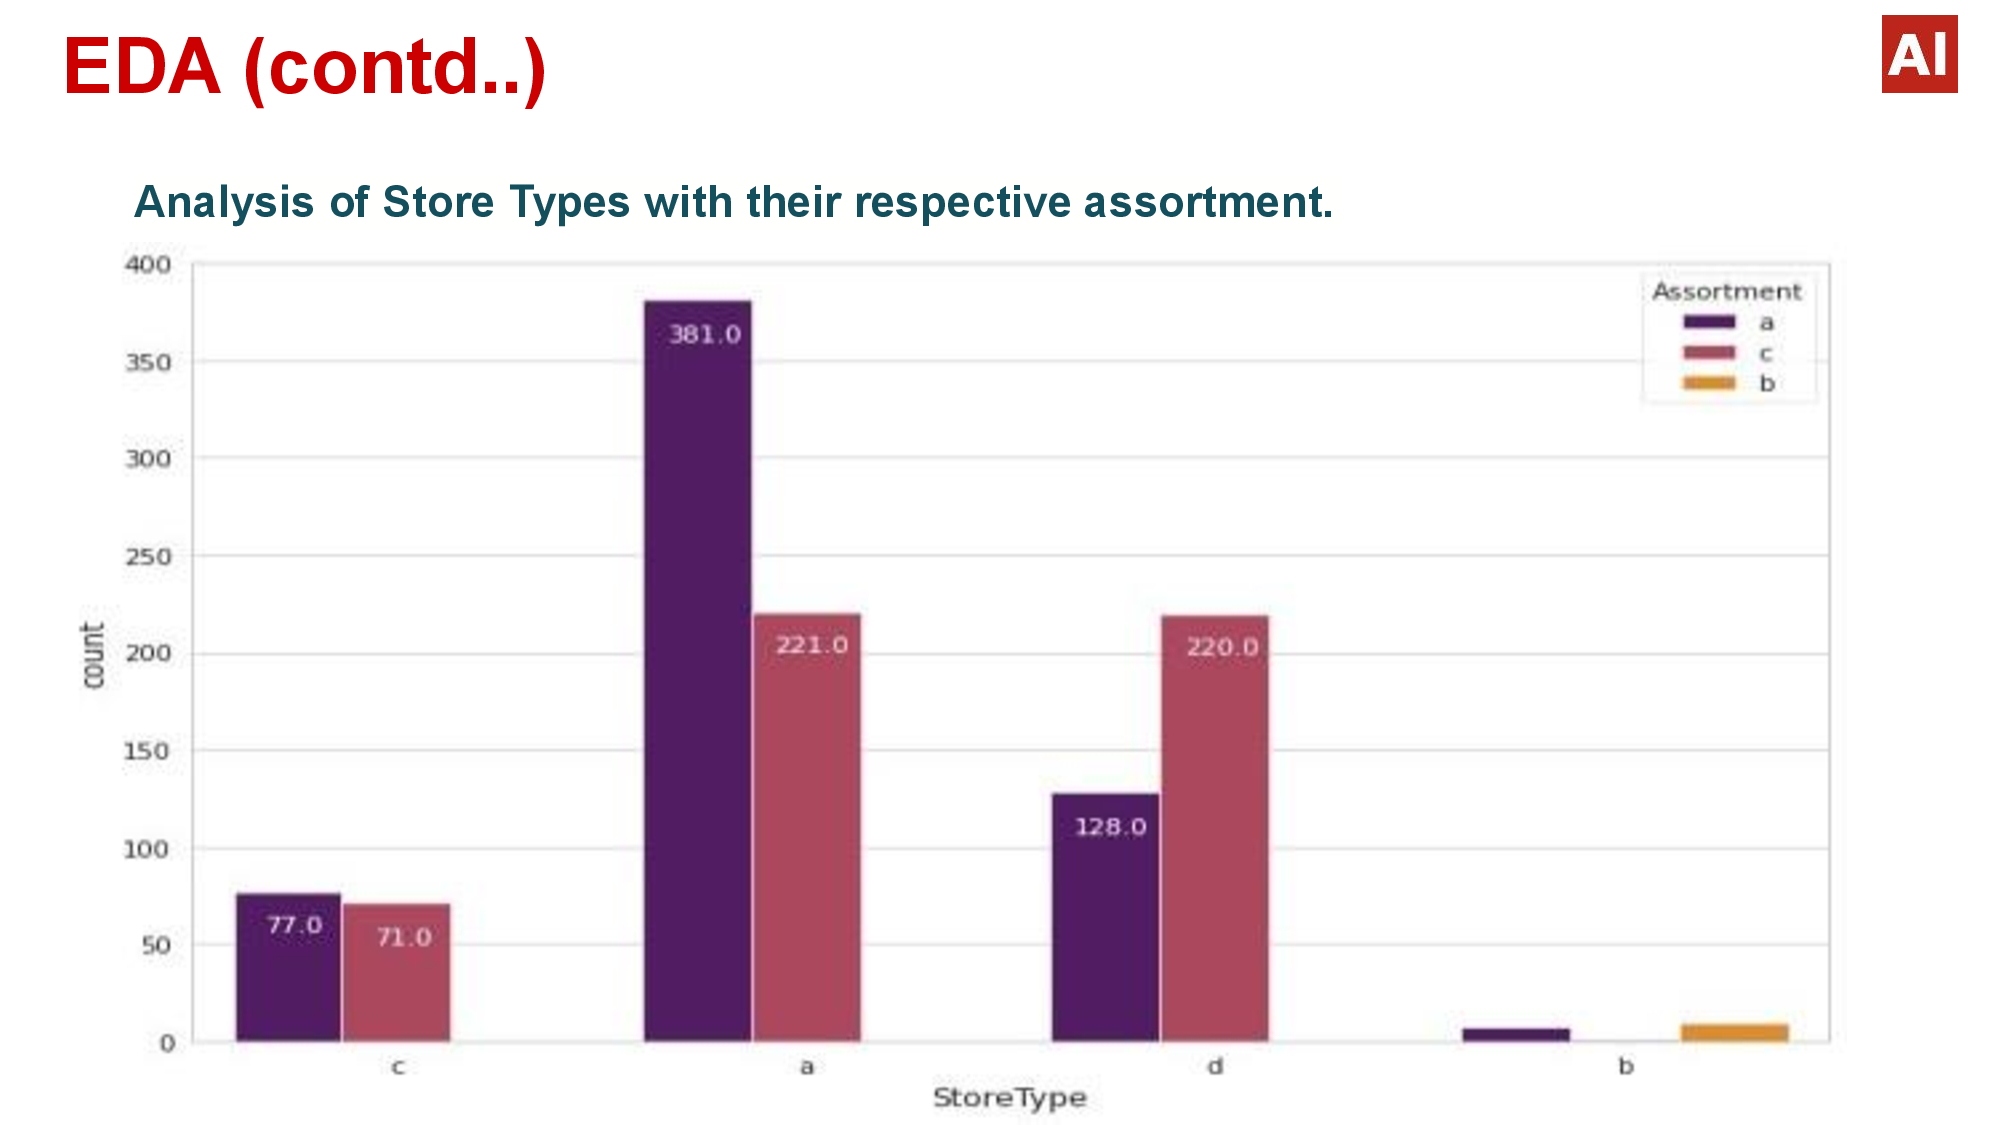 EDA (contd..)
AI
Analysis of Store Types with their respective assortment.
400
350
300
250
200
150
100
50
0
count
Assortment
a
c
b
381.0
221.0
220.0
128.0
77.0
71.0
c a d b
StoreType